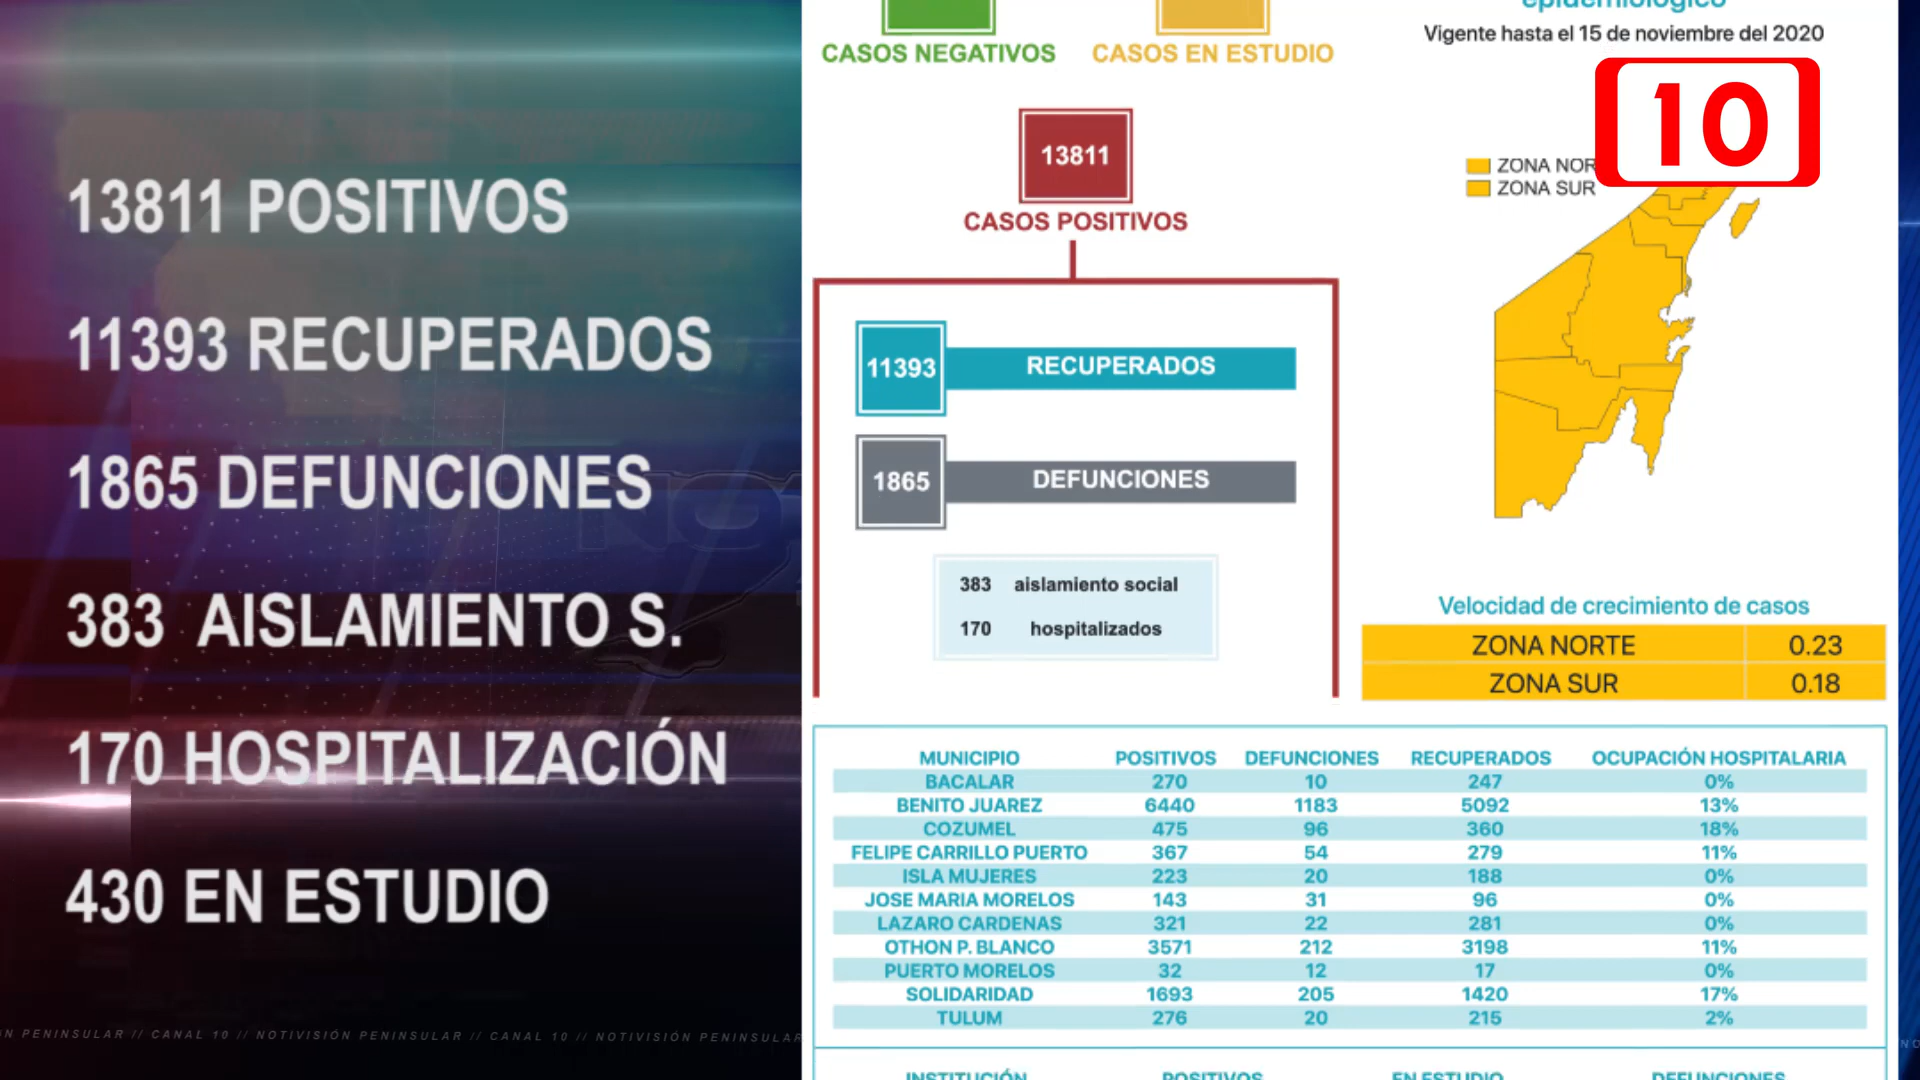 13811 POSITIVOS
11393 RECUPERADOS
1865 DEFUNCIONES
383 AISLAMIENTO S.
170 HOSPITALIZACIÓN
430 EN ESTUDIO
PENINSULAR // CANAL 10 // NOTIVISIÓN PENINSULAR // CANAL 10 // NOTIVISIÓN PENINSULAR
CASOS NEGATIVOS
CASOS EN ESTUDIO
13811
CASOS POSITIVOS
11393 RECUPERADOS
1865 DEFUNCIONES
383 aislamiento social
170 hospitalizados
epidemiológico
Vigente hasta el 15 de noviembre del 2020
10
ZONA NOR
ZONA SUR
Velocidad de crecimiento de casos
ZONA NORTE 0.23
ZONA SUR 0.18
MUNICIPIO POSITIVOS DEFUNCIONES RECUPERADOS OCUPACIÓN HOSPITALARIA
BACALAR 270 10 247 0%
BENITO JUAREZ 6440 1183 5092 13%
COZUMEL 475 96 360 18%
FELIPE CARRILLO PUERTO 367 54 279 11%
ISLA MUJERES 223 20 188 0%
JOSE MARIA MORELOS 143 31 96 0%
LAZARO CARDENAS 321 22 281 0%
OTHON P. BLANCO 3571 212 3198 11%
PUERTO MORELOS 32 12 17 0%
SOLIDARIDAD 1693 205 1420 17%
TULUM 276 20 215 2%
INSTITUCIÓN POSITIVOS EN ESTUDIO DEFUNCIONES